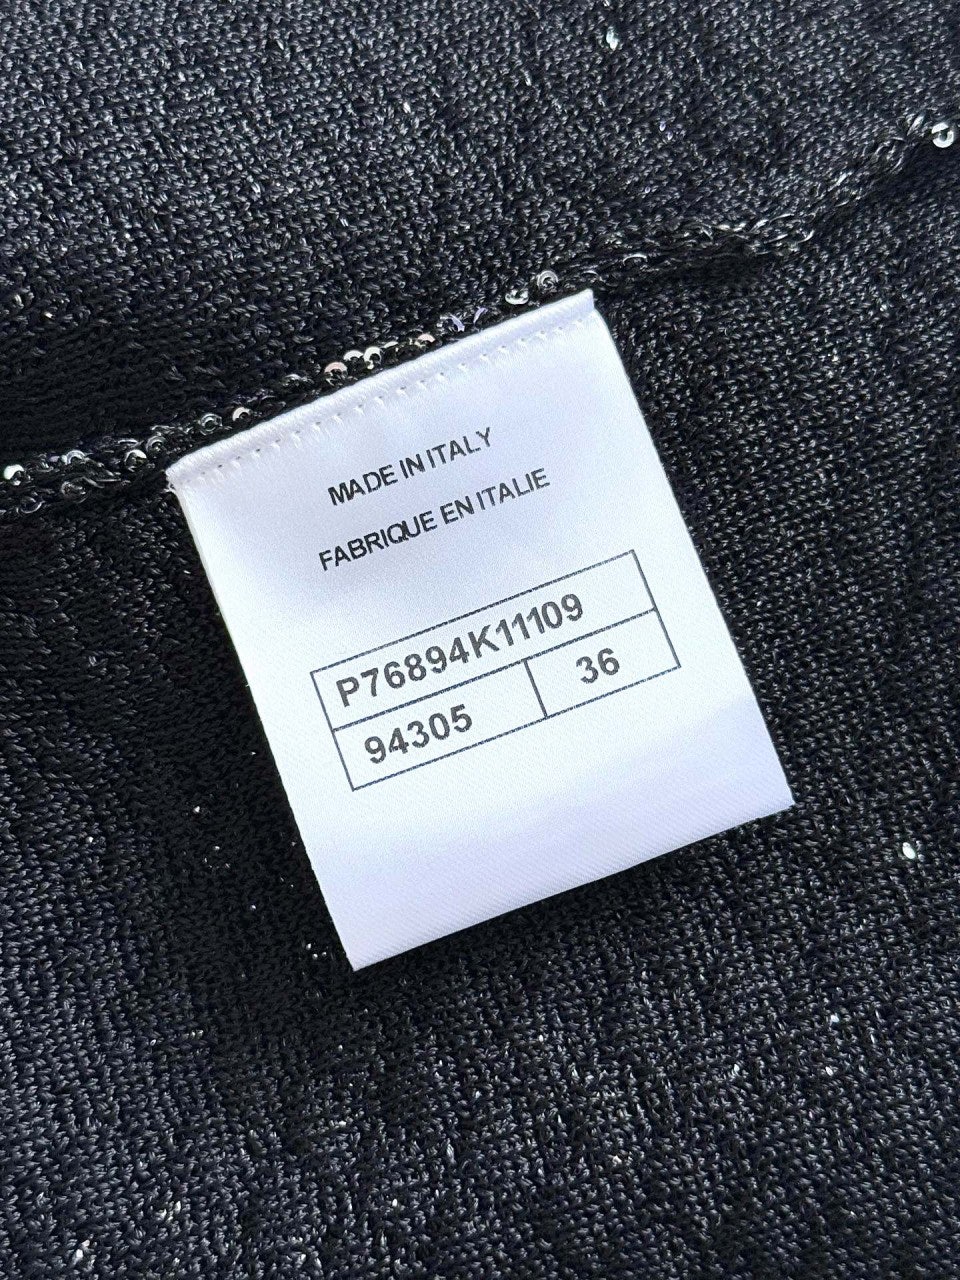 MADE IN ITALY
FABRIQUE EN ITALIE
P76894K11109
94305 36